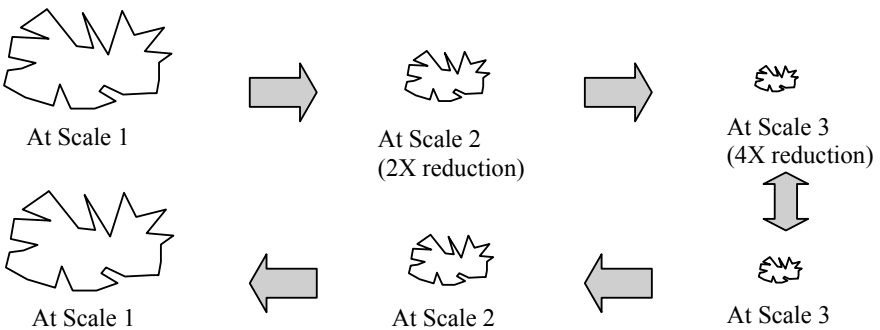 At Scale 1
At Scale 2
(2X reduction)
At Scale 3
(4X reduction)
At Scale 1
At Scale 2
At Scale 3